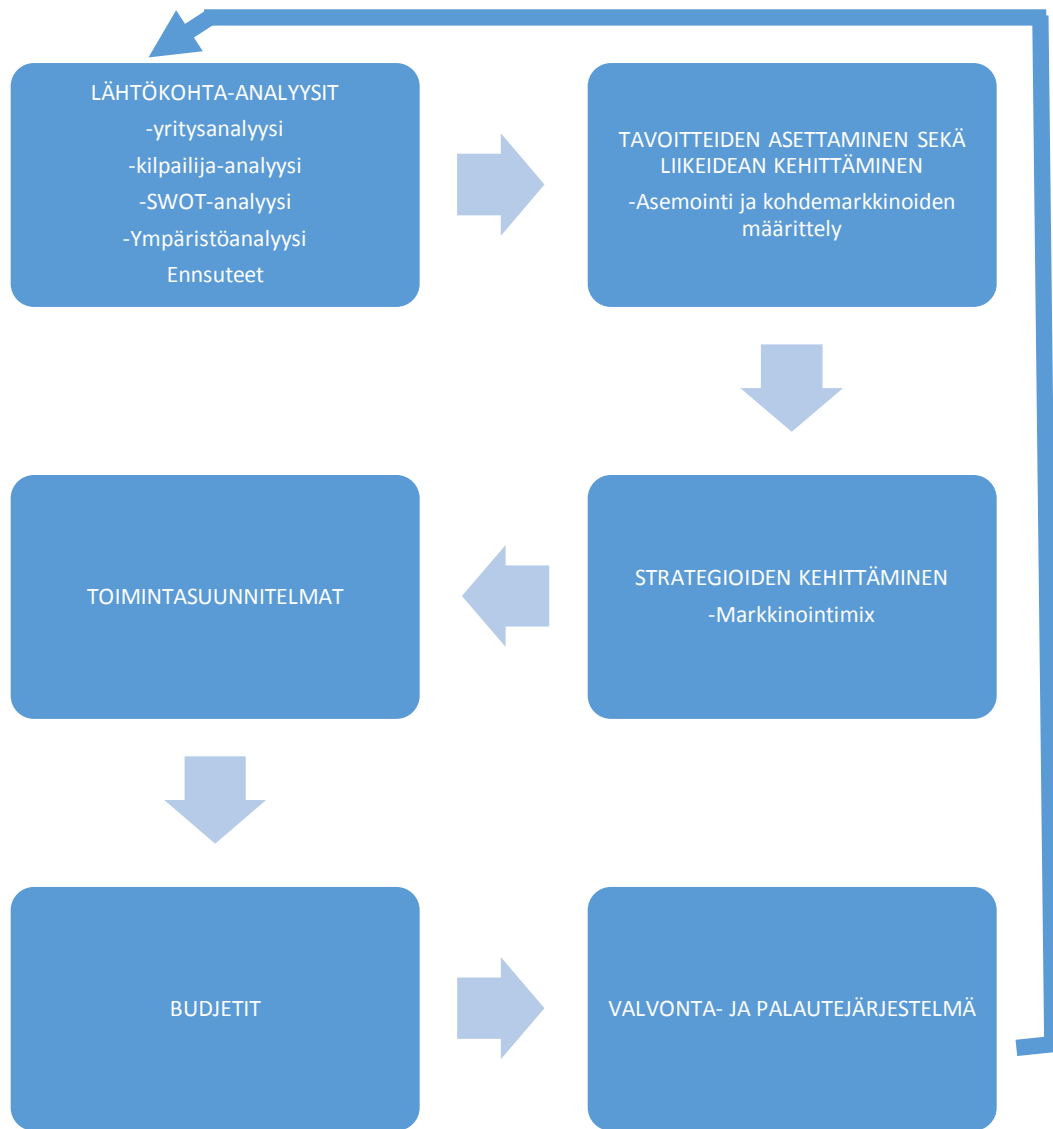 LÄHTÖKOHTA-ANALYYSIT
-yritysanalyysi
-kilpailija-analyysi
-SWOT-analyysi
-Ympäristöanalyysi
Ennsuteet
TAVOITTEIDEN ASETTAMINEN SEKÄ
LIIKEIDEAN KEHITTÄMINEN
-Asemointi ja kohdemarkkinoiden
määrittely
STRATEGIOIDEN KEHITTÄMINEN
-Markkinointimix
TOIMINTASUUNNITELMAT
BUDJETIT
VALVONTA- JA PALAUTEJÄRJESTELMÄ